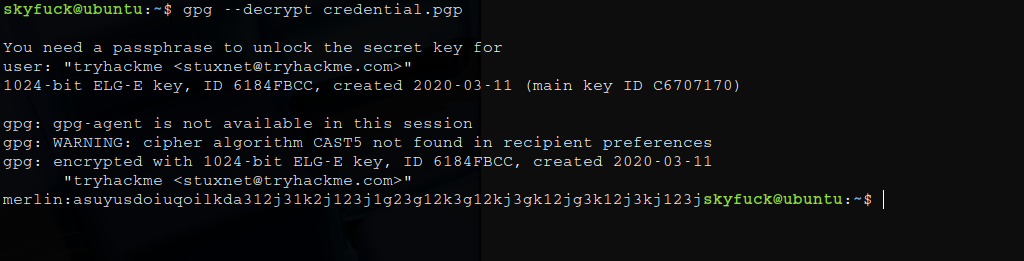 skyfuck@ubuntu:~$ gpg --decrypt credential.pgp
You need a passphrase to unlock the secret key for
user: "tryhackme <stuxnet@tryhackme.com>"
1024-bit ELG-E key, ID 6184FBCC, created 2020-03-11 (main key ID C6707170)
gpg: gpg-agent is not available in this session
gpg: WARNING: cipher algorithm CAST5 not found in recipient preferences
gpg: encrypted with 1024-bit ELG-E key, ID 6184FBCC, created 2020-03-11
"tryhackme <stuxnet@tryhackme.com>"
merlin:asuyusdoiuqoilkda312j31k2j123j1g23g12k3g12kj3gk12jg3k12j3kj123jskyfuck@ubuntu:~$